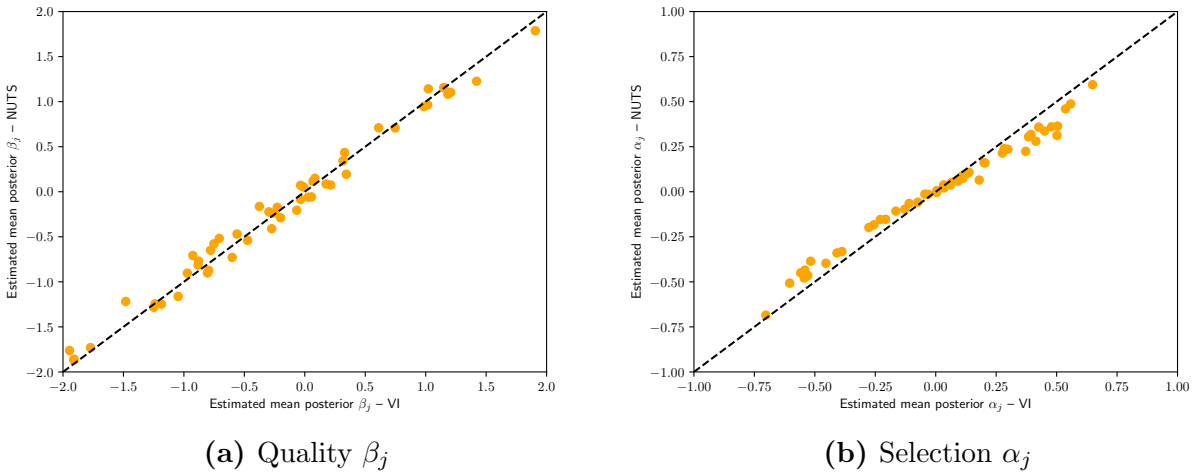 2.0
1.5
1.0
0.5
0.0
−0.5
−1.0
−1.5
−2.0
Estimated mean posterior βj – NUTS
−2.0 −1.5 −1.0 −0.5 0.0 0.5 1.0 1.5 2.0
Estimated mean posterior βj – VI
(a) Quality βj
1.00
0.75
0.50
0.25
0.00
−0.25
−0.50
−0.75
−1.00
Estimated mean posterior αj – NUTS
−1.00 −0.75 −0.50 −0.25 0.00 0.25 0.50 0.75 1.00
Estimated mean posterior αj – VI
(b) Selection αj